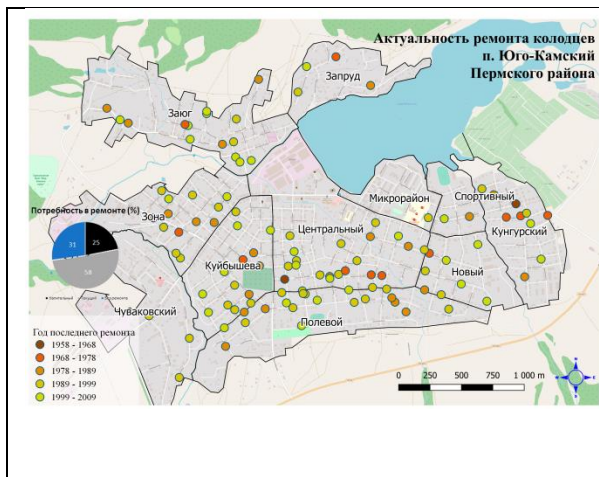 Актуальность ремонта колодцев
п. Юго-Камский
Пермского района
Запруд
Заюг
Микрорайон
Спортивный
Кунгурский
Потребность в ремонте (%)
Зона
Центральный
31
25
58
Куйбышева
Новый
Чуваковский
Полевой
Год последнего ремонта
1958 - 1968
1968 - 1978
1978 - 1989
1989 - 1999
1999 - 2009
0 250 500 750 1 000 m